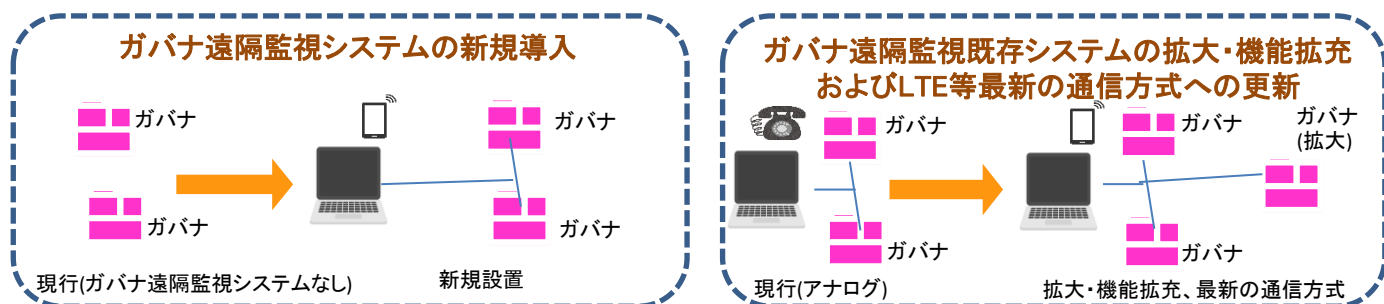 ガバナ遠隔監視システムの新規導入
ガバナ
ガバナ
ガバナ
ガバナ
現行(ガバナ遠隔監視システムなし)
新規設置
ガバナ遠隔監視既存システムの拡大・機能拡充
およびLTE等最新の通信方式への更新
ガバナ
ガバナ
ガバナ
(拡大)
ガバナ
ガバナ
現行(アナログ)
拡大・機能拡充、最新の通信方式